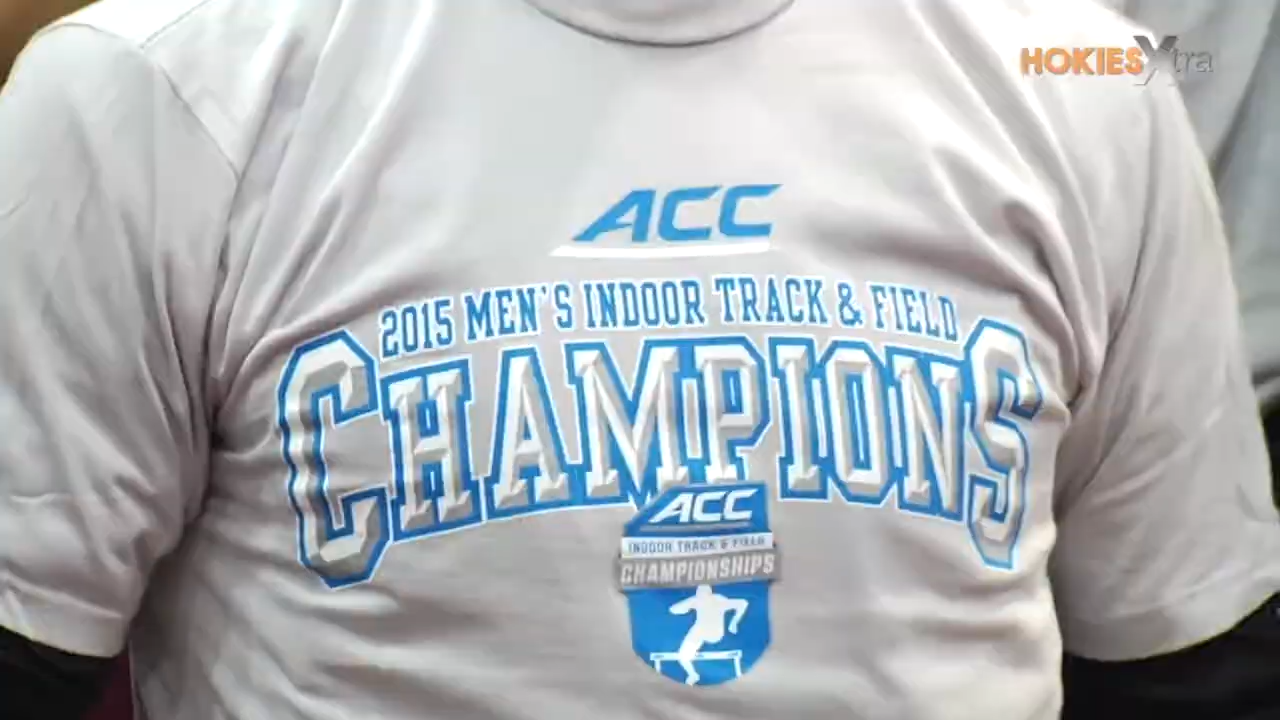 HOKIESXtra
ACC
2015 MEN'S INDOOR TRACK & FIELD
CHAMPIONS
ACC
INDOOR TRACK & FIELD
CHAMPIONSHIPS